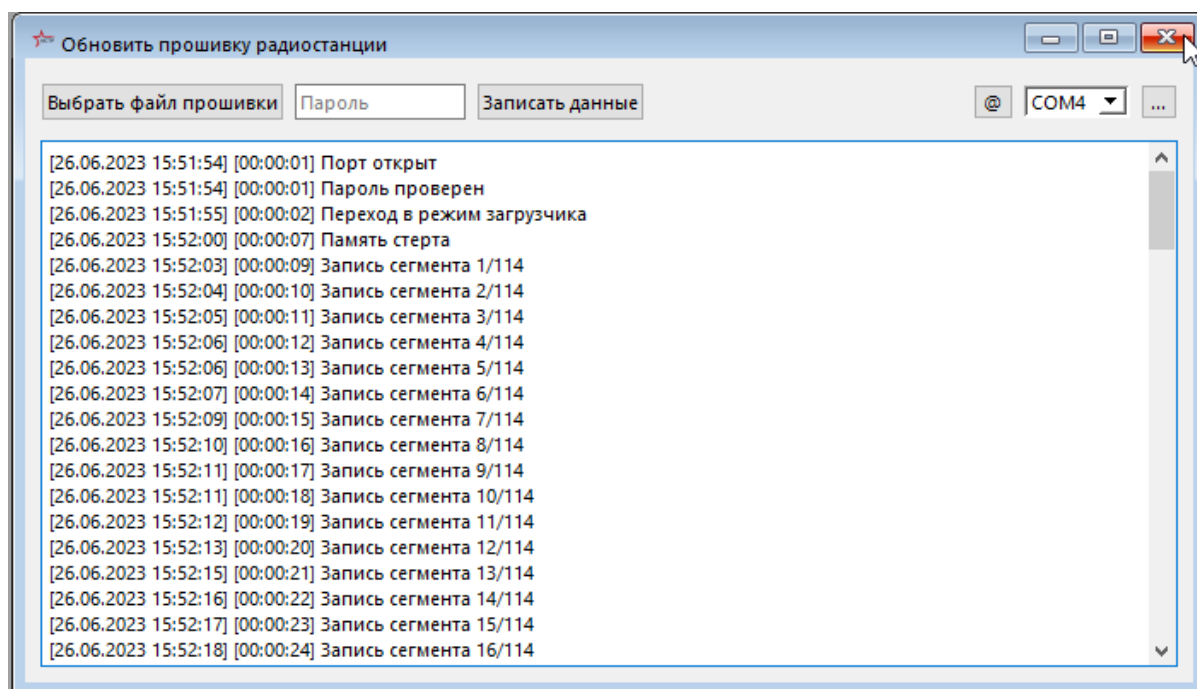 Обновить прошивку радиостанции
Выбрать файл прошивки Пароль Записать данные @ COM4 ...
[26.06.2023 15:51:54] [00:00:01] Порт открыт
[26.06.2023 15:51:54] [00:00:01] Пароль проверен
[26.06.2023 15:51:55] [00:00:02] Переход в режим загрузчика
[26.06.2023 15:52:00] [00:00:07] Память стерта
[26.06.2023 15:52:03] [00:00:09] Запись сегмента 1/114
[26.06.2023 15:52:04] [00:00:10] Запись сегмента 2/114
[26.06.2023 15:52:05] [00:00:11] Запись сегмента 3/114
[26.06.2023 15:52:06] [00:00:12] Запись сегмента 4/114
[26.06.2023 15:52:06] [00:00:13] Запись сегмента 5/114
[26.06.2023 15:52:07] [00:00:14] Запись сегмента 6/114
[26.06.2023 15:52:09] [00:00:15] Запись сегмента 7/114
[26.06.2023 15:52:10] [00:00:16] Запись сегмента 8/114
[26.06.2023 15:52:11] [00:00:17] Запись сегмента 9/114
[26.06.2023 15:52:11] [00:00:18] Запись сегмента 10/114
[26.06.2023 15:52:12] [00:00:19] Запись сегмента 11/114
[26.06.2023 15:52:13] [00:00:20] Запись сегмента 12/114
[26.06.2023 15:52:15] [00:00:21] Запись сегмента 13/114
[26.06.2023 15:52:16] [00:00:22] Запись сегмента 14/114
[26.06.2023 15:52:17] [00:00:23] Запись сегмента 15/114
[26.06.2023 15:52:18] [00:00:24] Запись сегмента 16/114